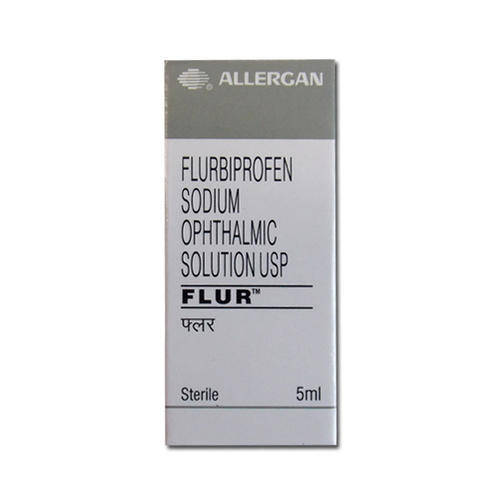 ALLERGAN
FLURBIPROFEN
SODIUM
OPHTHALMIC
SOLUTION USP
FLUR™
फ्लर
Sterile 5ml